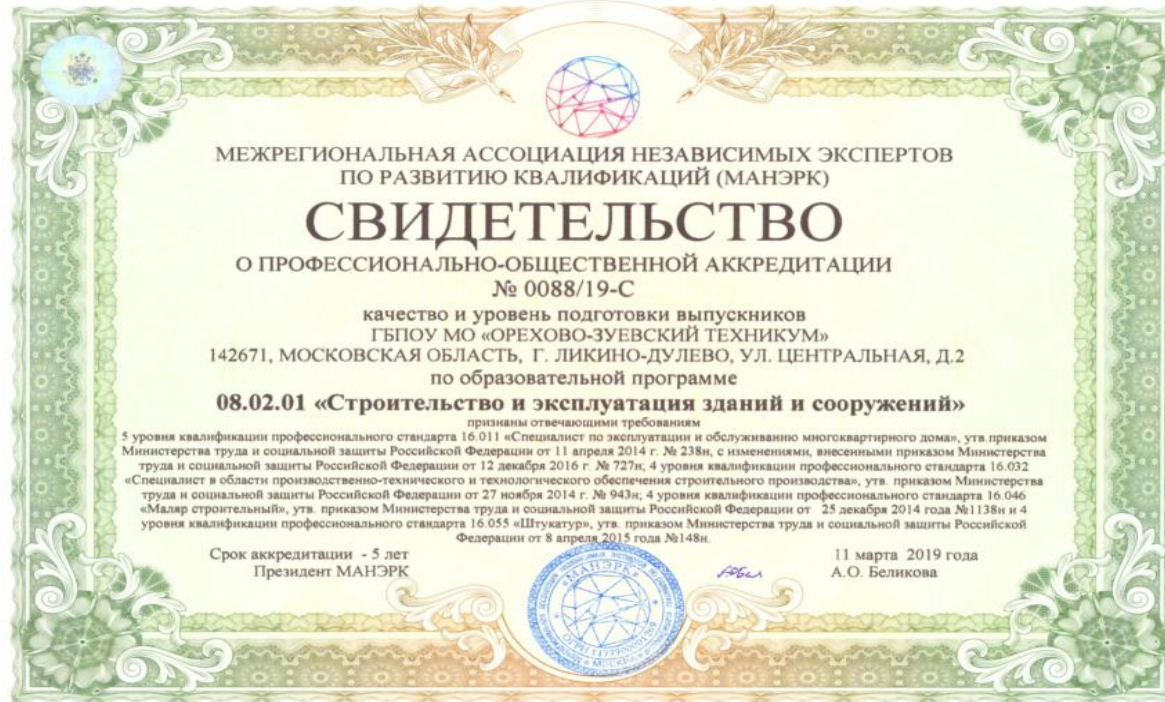 МЕЖРЕГИОНАЛЬНАЯ АССОЦИАЦИЯ НЕЗАВИСИМЫХ ЭКСПЕРТОВ
ПО РАЗВИТИЮ КВАЛИФИКАЦИЙ (МАНЭРК)
СВИДЕТЕЛЬСТВО
О ПРОФЕССИОНАЛЬНО-ОБЩЕСТВЕННОЙ АККРЕДИТАЦИИ
№ 0088/19-С
качество и уровень подготовки выпускников
ГБПОУ МО «ОРЕХОВО-ЗУЕВСКИЙ ТЕХНИКУМ»
142671, МОСКОВСКАЯ ОБЛАСТЬ, Г. ЛИКИНО-ДУЛЕВО, УЛ. ЦЕНТРАЛЬНАЯ, Д.2
по образовательной программе
08.02.01 «Строительство и эксплуатация зданий и сооружений»
признаны отвечающими требованиям
5 уровня квалификации профессионального стандарта 16.011 «Специалист по эксплуатации и обслуживанию многоквартирного дома», утв.приказом
Министерства труда и социальной защиты Российской Федерации от 11 апреля 2014 г. № 238н, с изменениями, внесенными приказом Министерства
труда и социальной защиты Российской Федерации от 12 декабря 2016 г. № 727н; 4 уровня квалификации профессионального стандарта 16.032
«Специалист в области производственно-технического и технологического обеспечения строительного производства», утв. приказом Министерства
труда и социальной защиты Российской Федерации от 27 ноября 2014 г. № 943н; 4 уровня квалификации профессионального стандарта 16.046
«Маляр строительный», утв. приказом Министерства труда и социальной защиты Российской Федерации от 25 декабря 2014 года №1138н и 4
уровня квалификации профессионального стандарта 16.055 «Штукатур», утв. приказом Министерства труда и социальной защиты Российской
Федерации от 8 апреля 2015 года №148н.
Срок аккредитации - 5 лет
11 марта 2019 года
Президент МАНЭРК
А.О. Беликова
«МАНЭРК»
МОСКВА